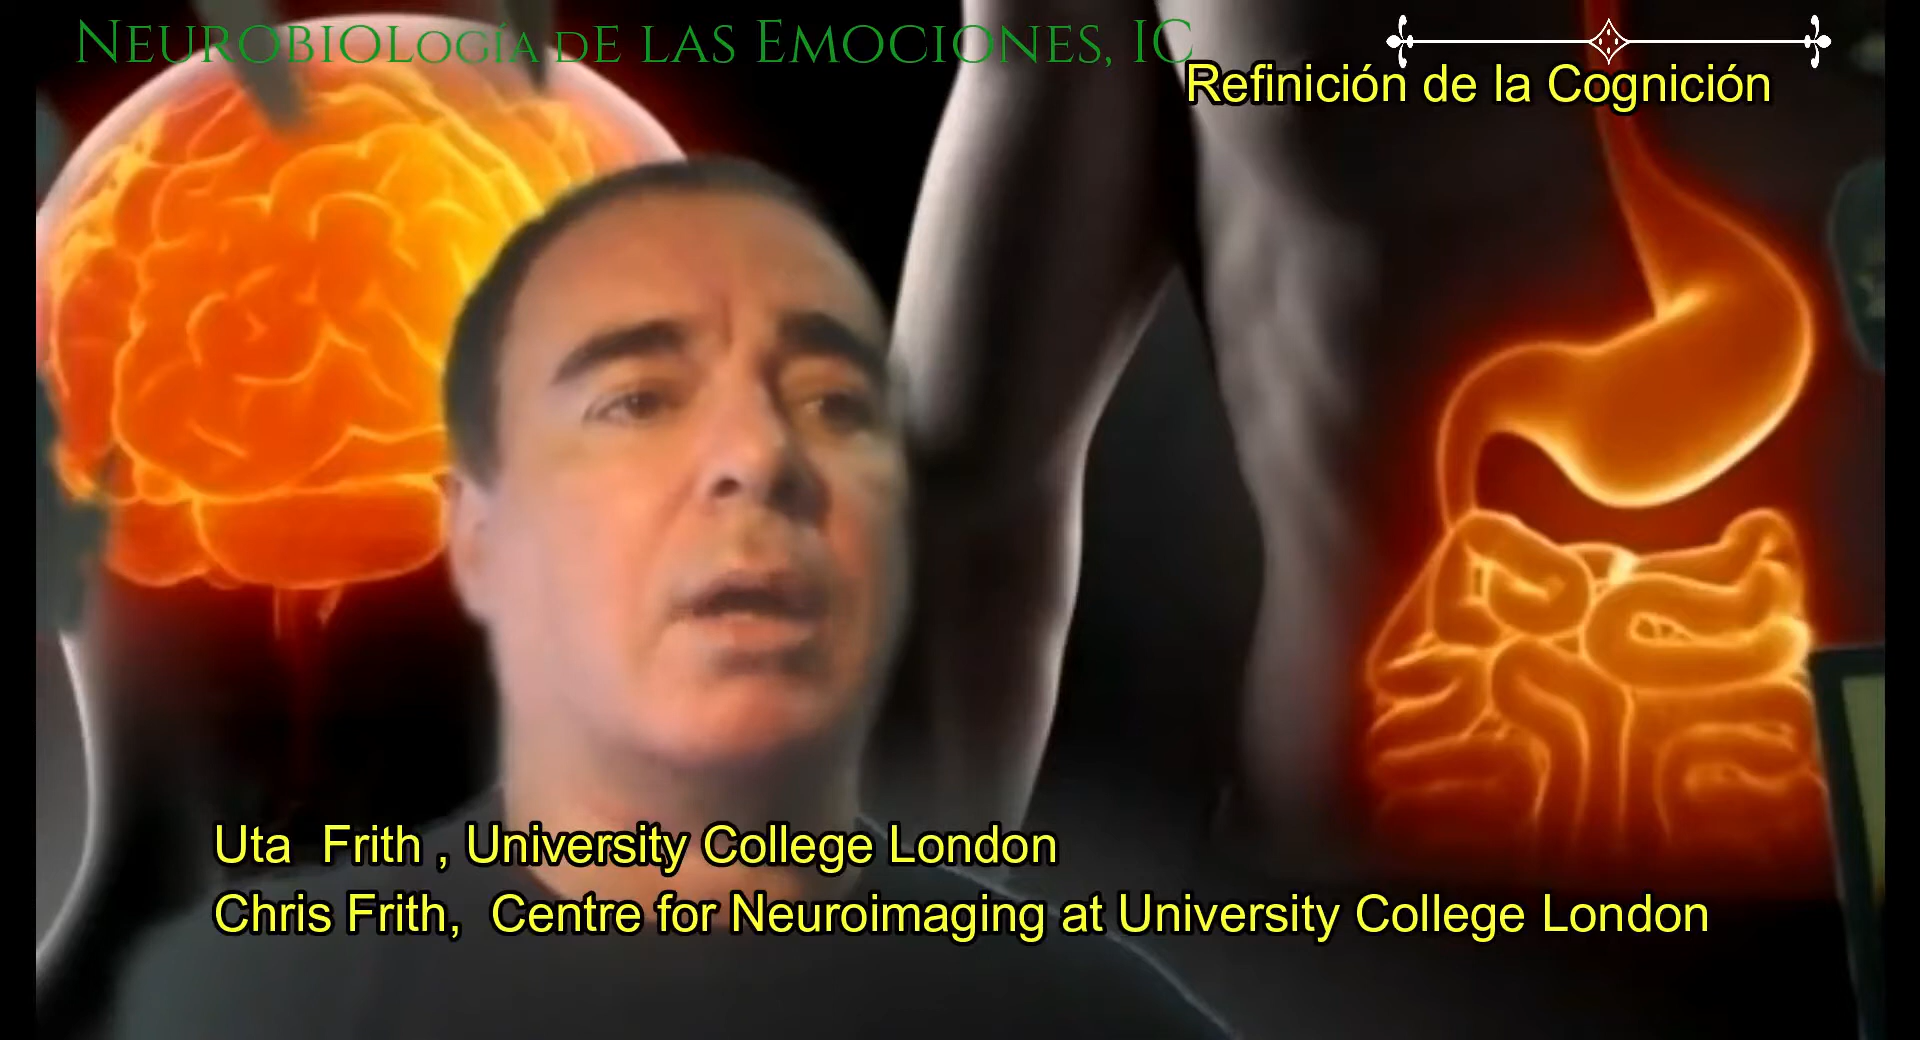 Neurobiología de las Emociones, IC
Refinición de la Cognición
Uta Frith , University College London
Chris Frith, Centre for Neuroimaging at University College London